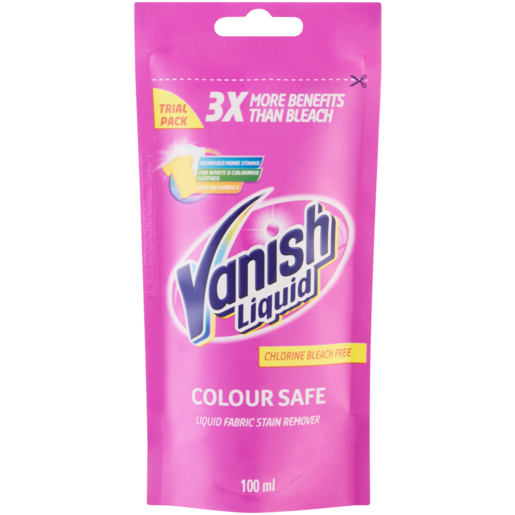 TRIAL
PACK
3X MORE BENEFITS
THAN BLEACH
REMOVES MORE STAINS
FOR WHITE & COLOURED
CLOTHES
Vanish
Liquid
CHLORINE BLEACH FREE
COLOUR SAFE
LIQUID FABRIC STAIN REMOVER
100 ml